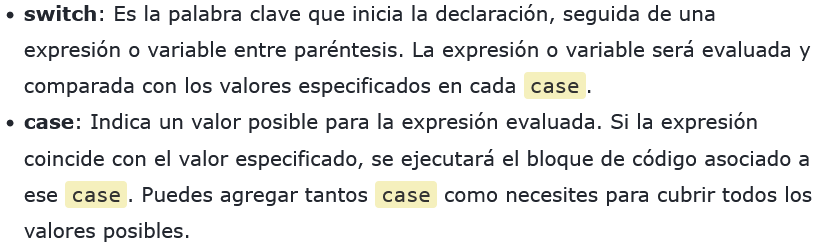 • switch: Es la palabra clave que inicia la declaración, seguida de una
expresión o variable entre paréntesis. La expresión o variable será evaluada y
comparada con los valores especificados en cada case.
• case: Indica un valor posible para la expresión evaluada. Si la expresión
coincide con el valor especificado, se ejecutará el bloque de código asociado a
ese case. Puedes agregar tantos case como necesites para cubrir todos los
valores posibles.